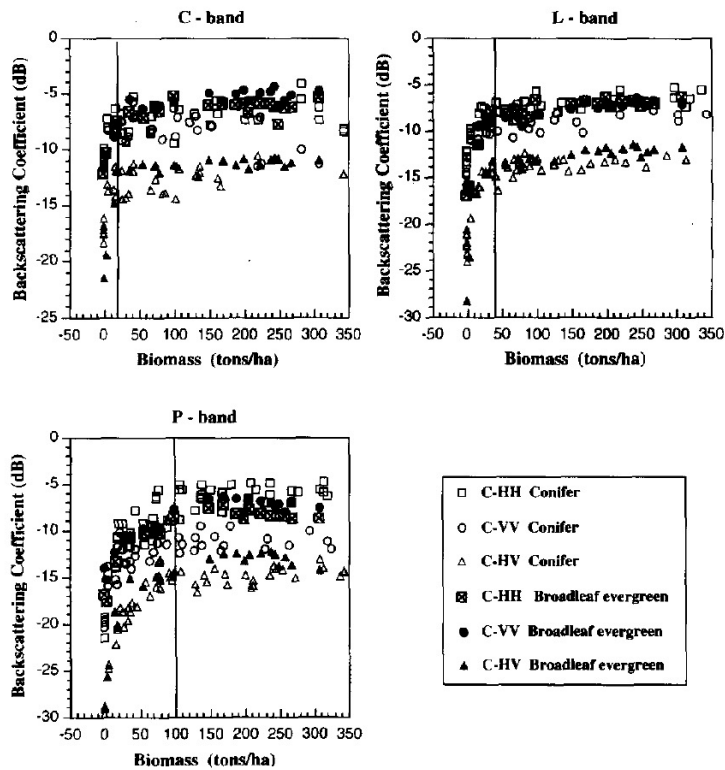 C - band
Backscattering Coefficient (dB)
0
-5
-10
-15
-20
-25
-50 0 50 100 150 200 250 300 350
Biomass (tons/ha)
L - band
Backscattering Coefficient (dB)
0
-5
-10
-15
-20
-25
-30
-50 0 50 100 150 200 250 300 350
Biomass (tons/ha)
P - band
Backscattering Coefficient (dB)
0
-5
-10
-15
-20
-25
-30
-50 0 50 100 150 200 250 300 350
Biomass (tons/ha)
C-HH Conifer
C-VV Conifer
C-HV Conifer
C-HH Broadleaf evergreen
C-VV Broadleaf evergreen
C-HV Broadleaf evergreen